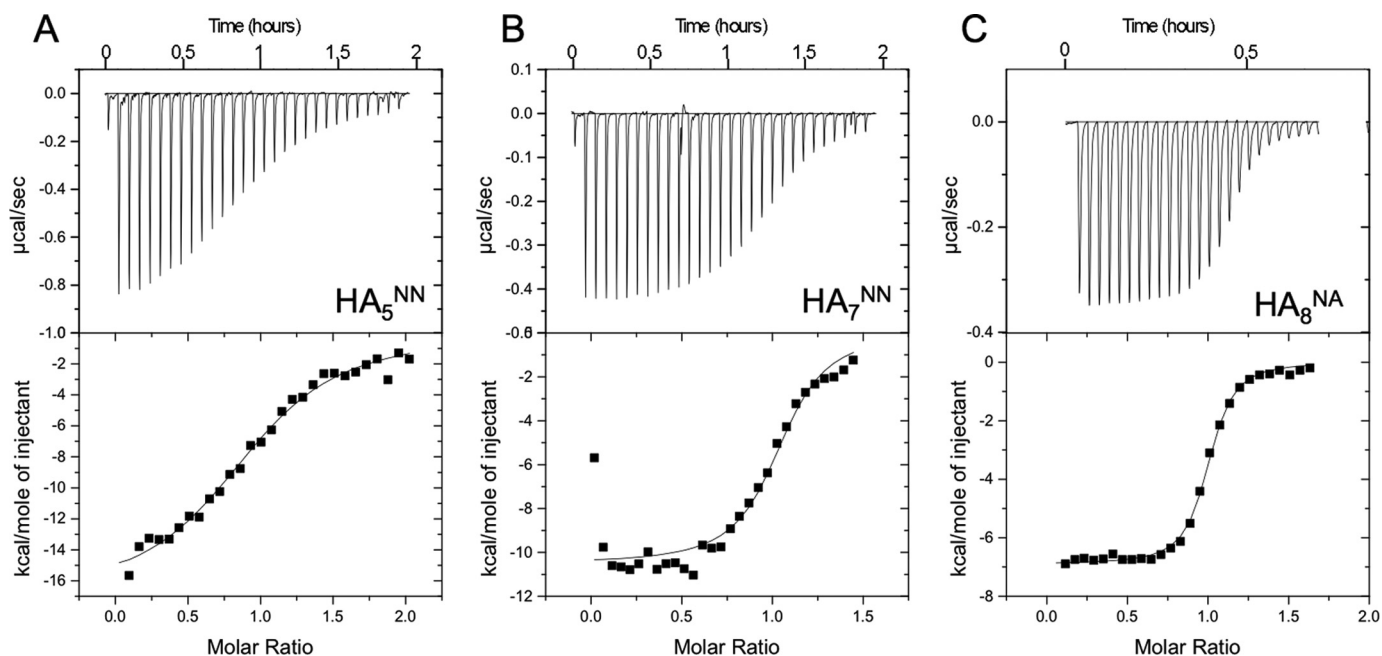 A
Time (hours)
0 0.5 1 1.5 2
0.0
-0.2
-0.4
-0.6
-0.8
-1.0
µcal/sec
HA5NN
-2
-4
-6
-8
-10
-12
-14
-16
kcal/mole of injectant
0.0 0.5 1.0 1.5 2.0
Molar Ratio
B
Time (hours)
0 1 2
0.1
0.0
-0.1
-0.2
-0.3
-0.4
µcal/sec
HA7NN
-2
-4
-6
-8
-10
-12
kcal/mole of injectant
0.0 0.5 1.0 1.5
Molar Ratio
C
Time (hours)
0 0.5
0.0
-0.2
-0.4
µcal/sec
HA8NA
0
-2
-4
-6
-8
kcal/mole of injectant
0.0 0.5 1.0 1.5 2.0
Molar Ratio